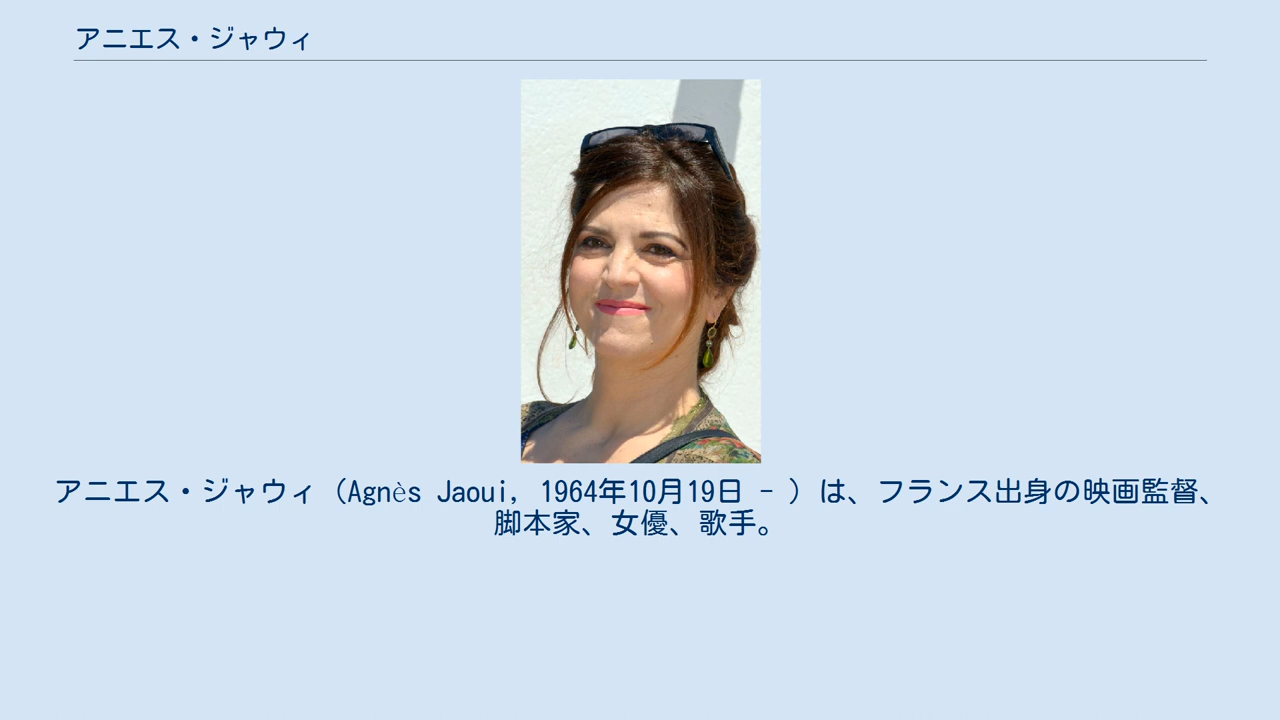 アニエス・ジャウィ
アニエス・ジャウィ（Agnès Jaoui, 1964年10月19日 - ）は、フランス出身の映画監督、
脚本家、女優、歌手。